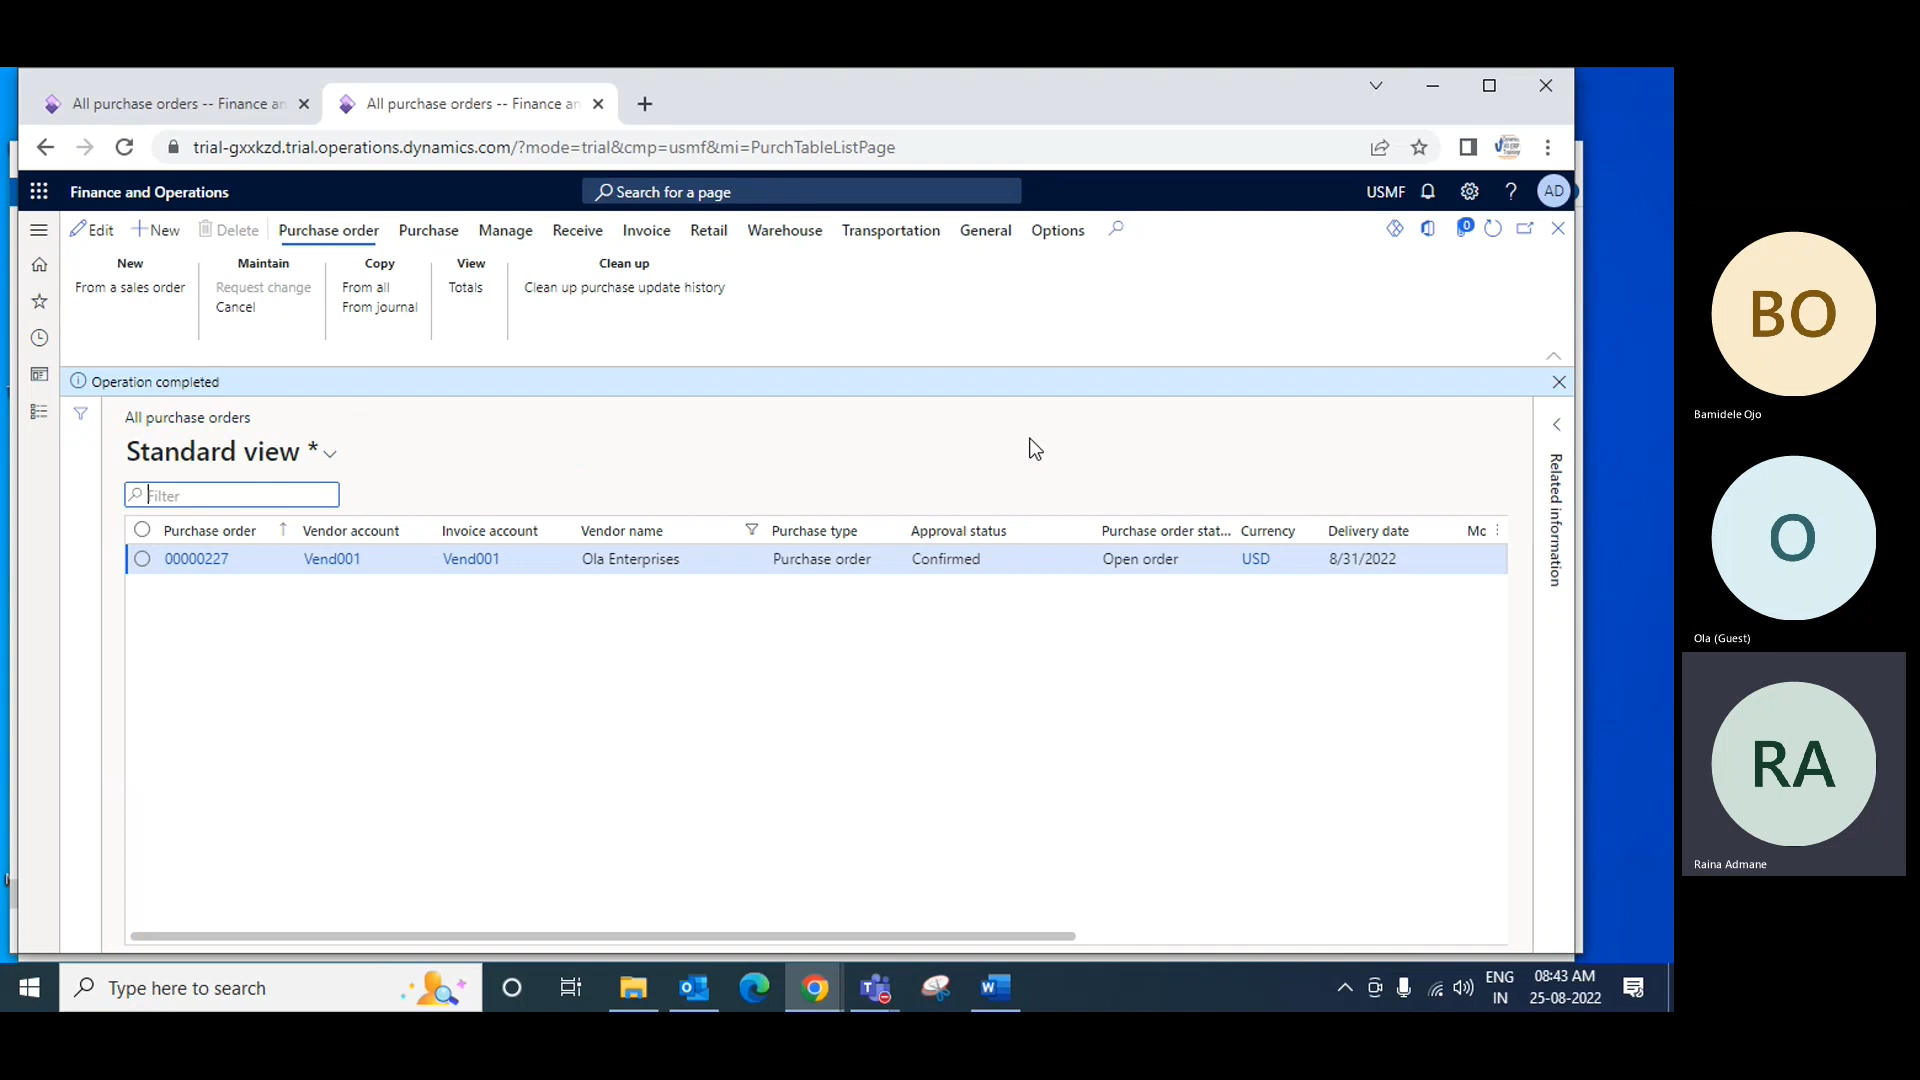 All purchase orders -- Finance an
All purchase orders -- Finance an
trial-gxxkzd.trial.operations.dynamics.com/?mode=trial&cmp=usmf&mi=PurchTableListPage
Finance and Operations
Search for a page
USMF
AD
Edit
New
Delete
Purchase order
Purchase
Manage
Receive
Invoice
Retail
Warehouse
Transportation
General
Options
0
New
Maintain
Copy
View
Clean up
From a sales order
Request change
From all
Totals
Clean up purchase update history
Cancel
From journal
Operation completed
All purchase orders
Standard view *
Filter
Purchase order
Vendor account
Invoice account
Vendor name
Purchase type
Approval status
Purchase order stat...
Currency
Delivery date
Mc
00000227
Vend001
Vend001
Ola Enterprises
Purchase order
Confirmed
Open order
USD
8/31/2022
Related information
BO
Bamidele Ojo
O
Ola (Guest)
RA
Raina Admane
Type here to search
ENG
IN
08:43 AM
25-08-2022